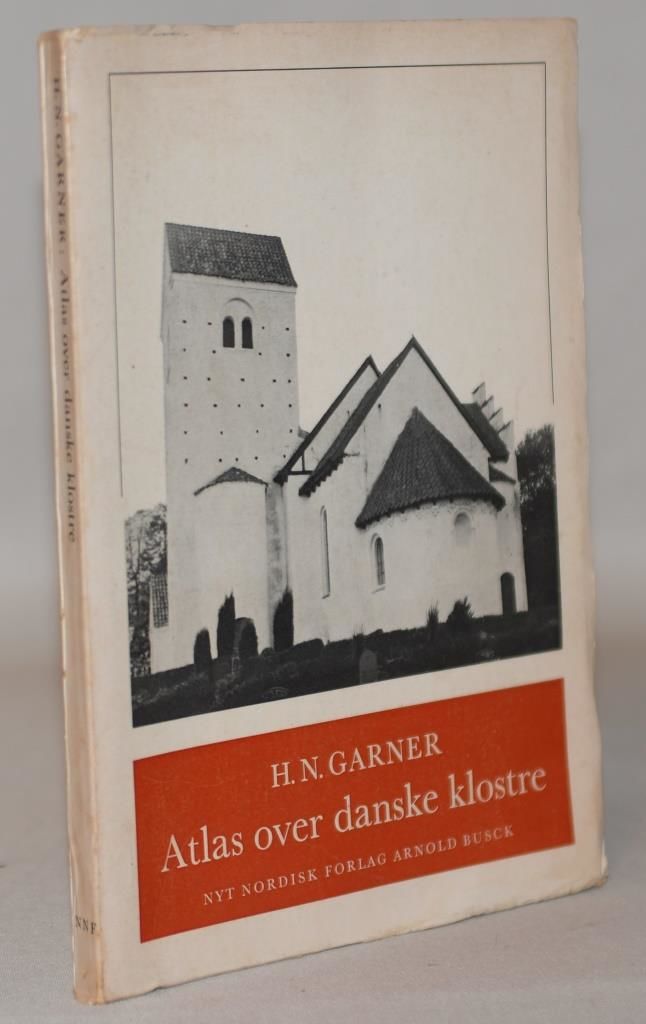 H.N. GARNER: Atlas over danske klostre
NNF
H. N. GARNER
Atlas over danske klostre
NYT NORDISK FORLAG ARNOLD BUSCK